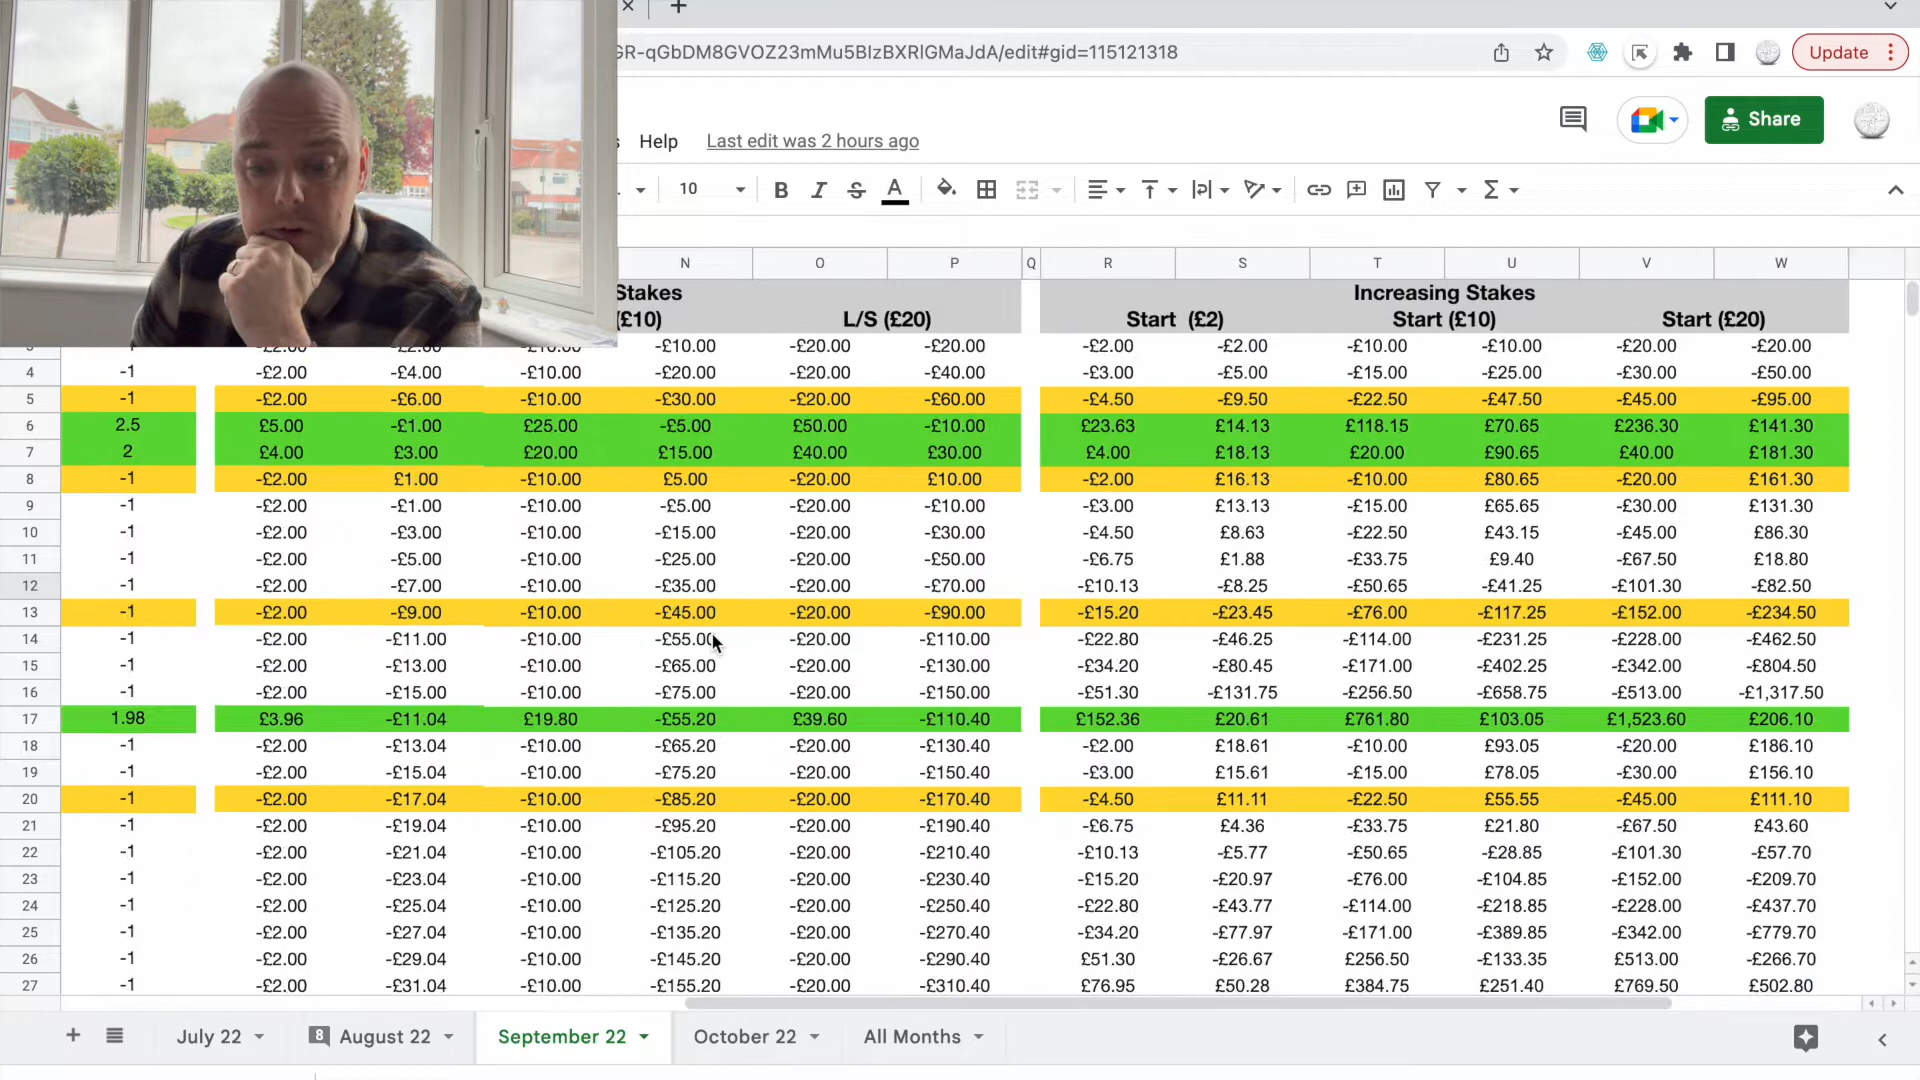 GR-qGbDM8GVOZ23mMu5BIzBXRlGMaJdA/edit#gid=115121318
Update
Help Last edit was 2 hours ago
Share
10
N O P Q R S T U V W
Stakes Increasing Stakes
(£10) L/S (£20) Start (£2) Start (£10) Start (£20)
-£10.00 -£20.00 -£20.00 -£2.00 -£2.00 -£10.00 -£10.00 -£20.00 -£20.00
4 -1 -£2.00 -£4.00 -£10.00 -£20.00 -£20.00 -£40.00 -£3.00 -£5.00 -£15.00 -£25.00 -£30.00 -£50.00
5 -1 -£2.00 -£6.00 -£10.00 -£30.00 -£20.00 -£60.00 -£4.50 -£9.50 -£22.50 -£47.50 -£45.00 -£95.00
6 2.5 £5.00 -£1.00 £25.00 -£5.00 £50.00 -£10.00 £23.63 £14.13 £118.15 £70.65 £236.30 £141.30
7 2 £4.00 £3.00 £20.00 £15.00 £40.00 £30.00 £4.00 £18.13 £20.00 £90.65 £40.00 £181.30
8 -1 -£2.00 £1.00 -£10.00 £5.00 -£20.00 £10.00 -£2.00 £16.13 -£10.00 £80.65 -£20.00 £161.30
9 -1 -£2.00 -£1.00 -£10.00 -£5.00 -£20.00 -£10.00 -£3.00 £13.13 -£15.00 £65.65 -£30.00 £131.30
10 -1 -£2.00 -£3.00 -£10.00 -£15.00 -£20.00 -£30.00 -£4.50 £8.63 -£22.50 £43.15 -£45.00 £86.30
11 -1 -£2.00 -£5.00 -£10.00 -£25.00 -£20.00 -£50.00 -£6.75 £1.88 -£33.75 £9.40 -£67.50 £18.80
12 -1 -£2.00 -£7.00 -£10.00 -£35.00 -£20.00 -£70.00 -£10.13 -£8.25 -£50.65 -£41.25 -£101.30 -£82.50
13 -1 -£2.00 -£9.00 -£10.00 -£45.00 -£20.00 -£90.00 -£15.20 -£23.45 -£76.00 -£117.25 -£152.00 -£234.50
14 -1 -£2.00 -£11.00 -£10.00 -£55.00 -£20.00 -£110.00 -£22.80 -£46.25 -£114.00 -£231.25 -£228.00 -£462.50
15 -1 -£2.00 -£13.00 -£10.00 -£65.00 -£20.00 -£130.00 -£34.20 -£80.45 -£171.00 -£402.25 -£342.00 -£804.50
16 -1 -£2.00 -£15.00 -£10.00 -£75.00 -£20.00 -£150.00 -£51.30 -£131.75 -£256.50 -£658.75 -£513.00 -£1,317.50
17 1.98 £3.96 -£11.04 £19.80 -£55.20 £39.60 -£110.40 £152.36 £20.61 £761.80 £103.05 £1,523.60 £206.10
18 -1 -£2.00 -£13.04 -£10.00 -£65.20 -£20.00 -£130.40 -£2.00 £18.61 -£10.00 £93.05 -£20.00 £186.10
19 -1 -£2.00 -£15.04 -£10.00 -£75.20 -£20.00 -£150.40 -£3.00 £15.61 -£15.00 £78.05 -£30.00 £156.10
20 -1 -£2.00 -£17.04 -£10.00 -£85.20 -£20.00 -£170.40 -£4.50 £11.11 -£22.50 £55.55 -£45.00 £111.10
21 -1 -£2.00 -£19.04 -£10.00 -£95.20 -£20.00 -£190.40 -£6.75 £4.36 -£33.75 £21.80 -£67.50 £43.60
22 -1 -£2.00 -£21.04 -£10.00 -£105.20 -£20.00 -£210.40 -£10.13 -£5.77 -£50.65 -£28.85 -£101.30 -£57.70
23 -1 -£2.00 -£23.04 -£10.00 -£115.20 -£20.00 -£230.40 -£15.20 -£20.97 -£76.00 -£104.85 -£152.00 -£209.70
24 -1 -£2.00 -£25.04 -£10.00 -£125.20 -£20.00 -£250.40 -£22.80 -£43.77 -£114.00 -£218.85 -£228.00 -£437.70
25 -1 -£2.00 -£27.04 -£10.00 -£135.20 -£20.00 -£270.40 -£34.20 -£77.97 -£171.00 -£389.85 -£342.00 -£779.70
26 -1 -£2.00 -£29.04 -£10.00 -£145.20 -£20.00 -£290.40 £51.30 -£26.67 £256.50 -£133.35 £513.00 -£266.70
27 -1 -£2.00 -£31.04 -£10.00 -£155.20 -£20.00 -£310.40 £76.95 £50.28 £384.75 £251.40 £769.50 £502.80
July 22 8 August 22 September 22 October 22 All Months